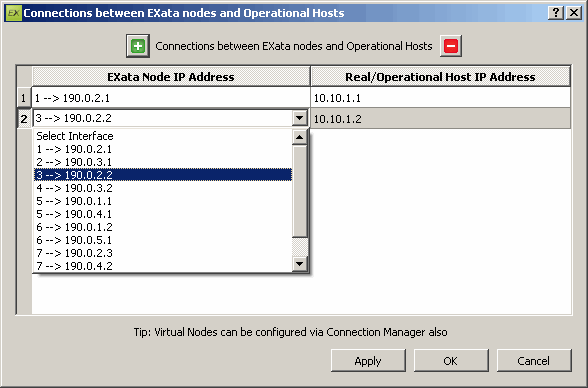 EX Connections between EXata nodes and Operational Hosts
Connections between EXata nodes and Operational Hosts
EXata Node IP Address Real/Operational Host IP Address
1 1 --> 190.0.2.1 10.10.1.1
2 3 --> 190.0.2.2 10.10.1.2
Select Interface
1 --> 190.0.2.1
2 --> 190.0.3.1
3 --> 190.0.2.2
4 --> 190.0.3.2
5 --> 190.0.1.1
5 --> 190.0.4.1
6 --> 190.0.1.2
6 --> 190.0.5.1
7 --> 190.0.2.3
7 --> 190.0.4.2
Tip: Virtual Nodes can be configured via Connection Manager also
Apply OK Cancel